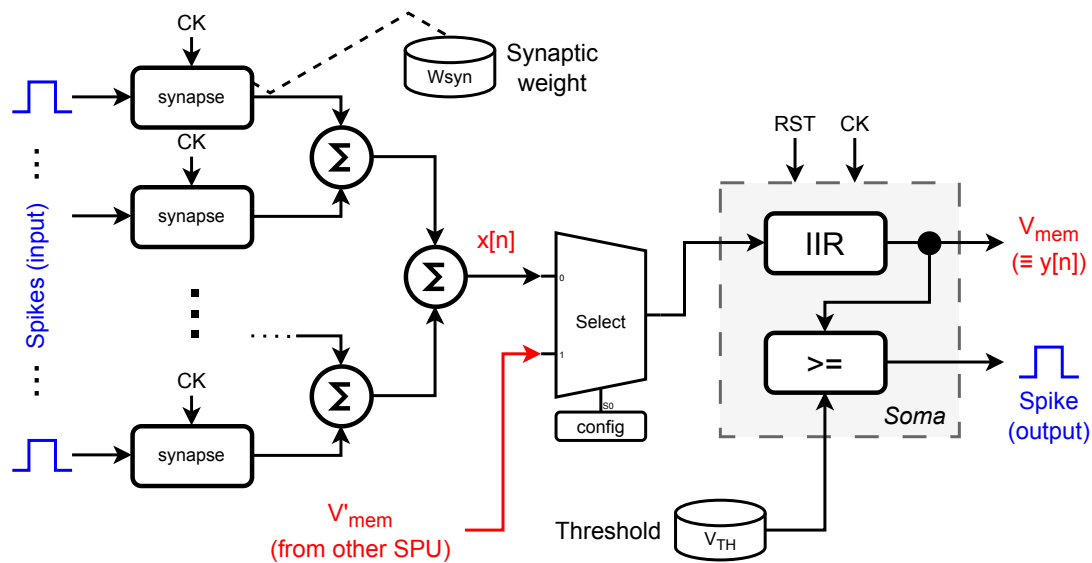 CK
synapse
Wsyn
Synaptic
weight
CK
synapse
Σ
RST
CK
Spikes (input)
x[n]
Σ
0
Select
1
S0
config
IIR
V_mem
(≡ y[n])
>=
Soma
Spike
(output)
CK
synapse
Σ
V'_mem
(from other SPU)
Threshold
V_TH